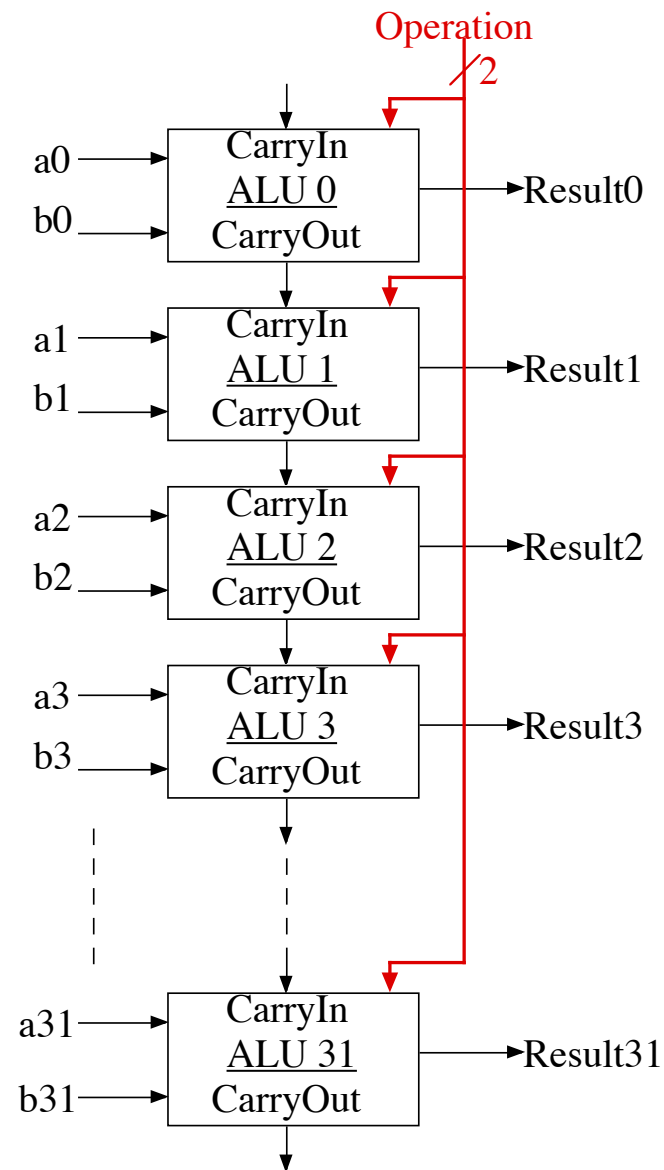 Operation
2
CarryIn
a0
ALU 0
Result0
b0
CarryOut
CarryIn
a1
ALU 1
Result1
b1
CarryOut
CarryIn
a2
ALU 2
Result2
b2
CarryOut
CarryIn
a3
ALU 3
Result3
b3
CarryOut
CarryIn
a31
ALU 31
Result31
b31
CarryOut